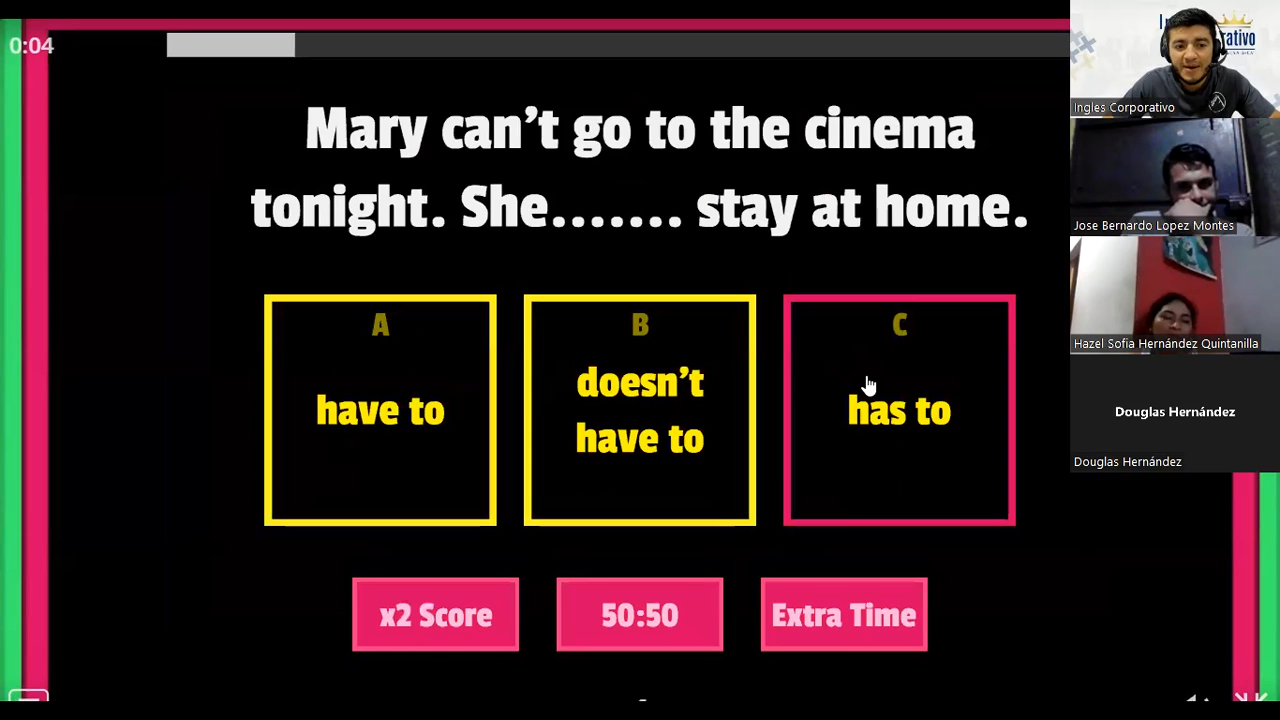 0:04
Mary can't go to the cinema
tonight. She....... stay at home.
A
have to
B
doesn't
have to
C
has to
x2 Score
50:50
Extra Time
Ingles Corporativo
Jose Bernardo Lopez Montes
Hazel Sofia Hernández Quintanilla
Douglas Hernández
Douglas Hernández